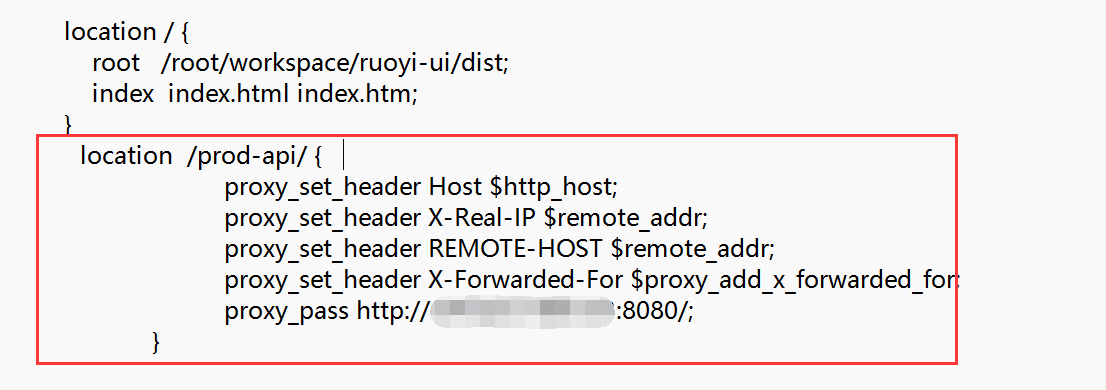 location / {
root /root/workspace/ruoyi-ui/dist;
index index.html index.htm;
}
location /prod-api/ {
proxy_set_header Host $http_host;
proxy_set_header X-Real-IP $remote_addr;
proxy_set_header REMOTE-HOST $remote_addr;
proxy_set_header X-Forwarded-For $proxy_add_x_forwarded_for;
proxy_pass http:// :8080/;
}